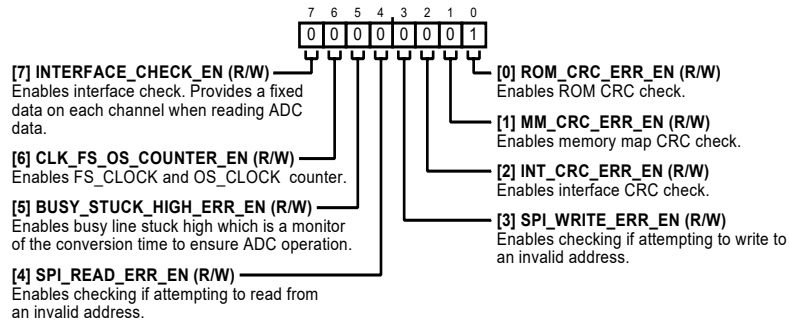 7 6 5 4 3 2 1 0
0 0 0 0 0 0 0 1
[7] INTERFACE_CHECK_EN (R/W)
Enables interface check. Provides a fixed
data on each channel when reading ADC
data.
[6] CLK_FS_OS_COUNTER_EN (R/W)
Enables FS_CLOCK and OS_CLOCK counter.
[5] BUSY_STUCK_HIGH_ERR_EN (R/W)
Enables busy line stuck high which is a monitor
of the conversion time to ensure ADC operation.
[4] SPI_READ_ERR_EN (R/W)
Enables checking if attempting to read from
an invalid address.
[0] ROM_CRC_ERR_EN (R/W)
Enables ROM CRC check.
[1] MM_CRC_ERR_EN (R/W)
Enables memory map CRC check.
[2] INT_CRC_ERR_EN (R/W)
Enables interface CRC check.
[3] SPI_WRITE_ERR_EN (R/W)
Enables checking if attempting to write to
an invalid address.